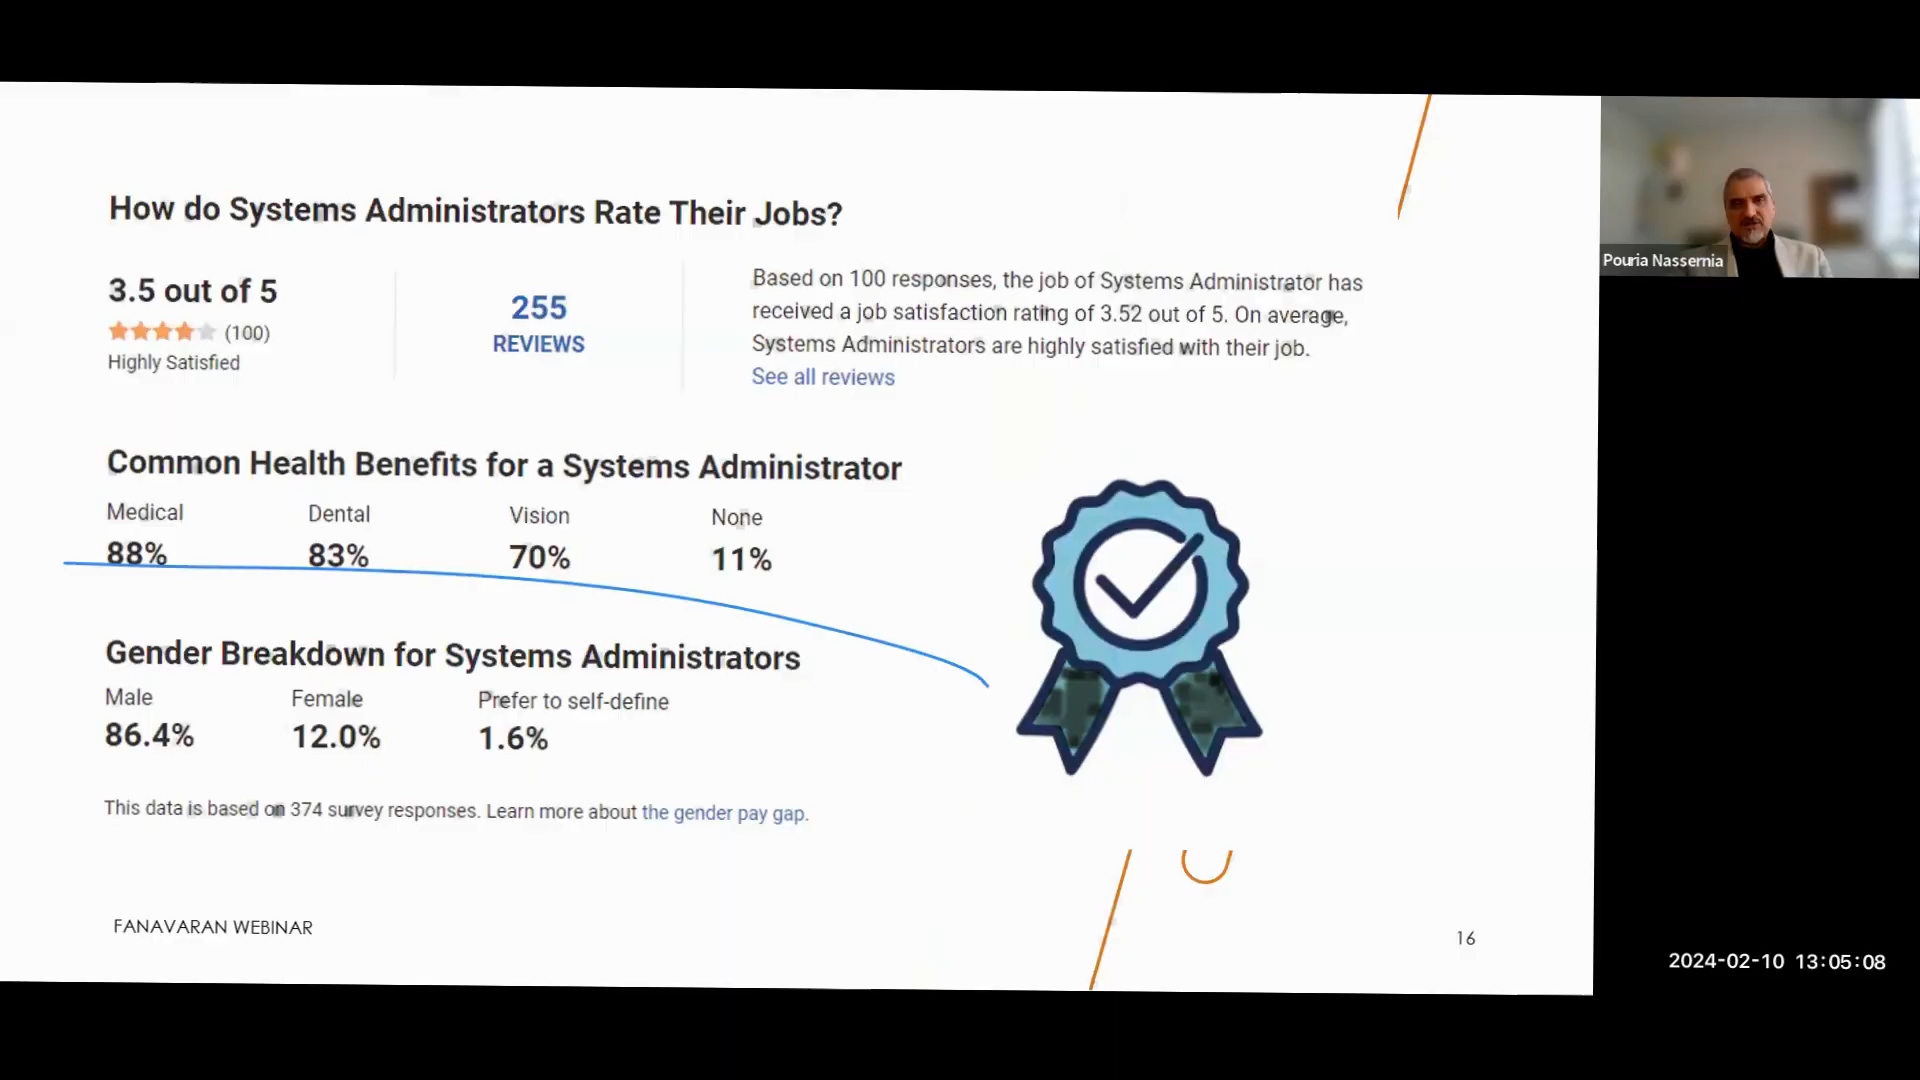 How do Systems Administrators Rate Their Jobs?
3.5 out of 5
(100)
Highly Satisfied
255
REVIEWS
Based on 100 responses, the job of Systems Administrator has
received a job satisfaction rating of 3.52 out of 5. On average,
Systems Administrators are highly satisfied with their job.
See all reviews
Common Health Benefits for a Systems Administrator
Medical Dental Vision None
88% 83% 70% 11%
Gender Breakdown for Systems Administrators
Male Female Prefer to self-define
86.4% 12.0% 1.6%
This data is based on 374 survey responses. Learn more about the gender pay gap.
FANAVARAN WEBINAR
16
Pouria Nassernia
2024-02-10 13:05:08